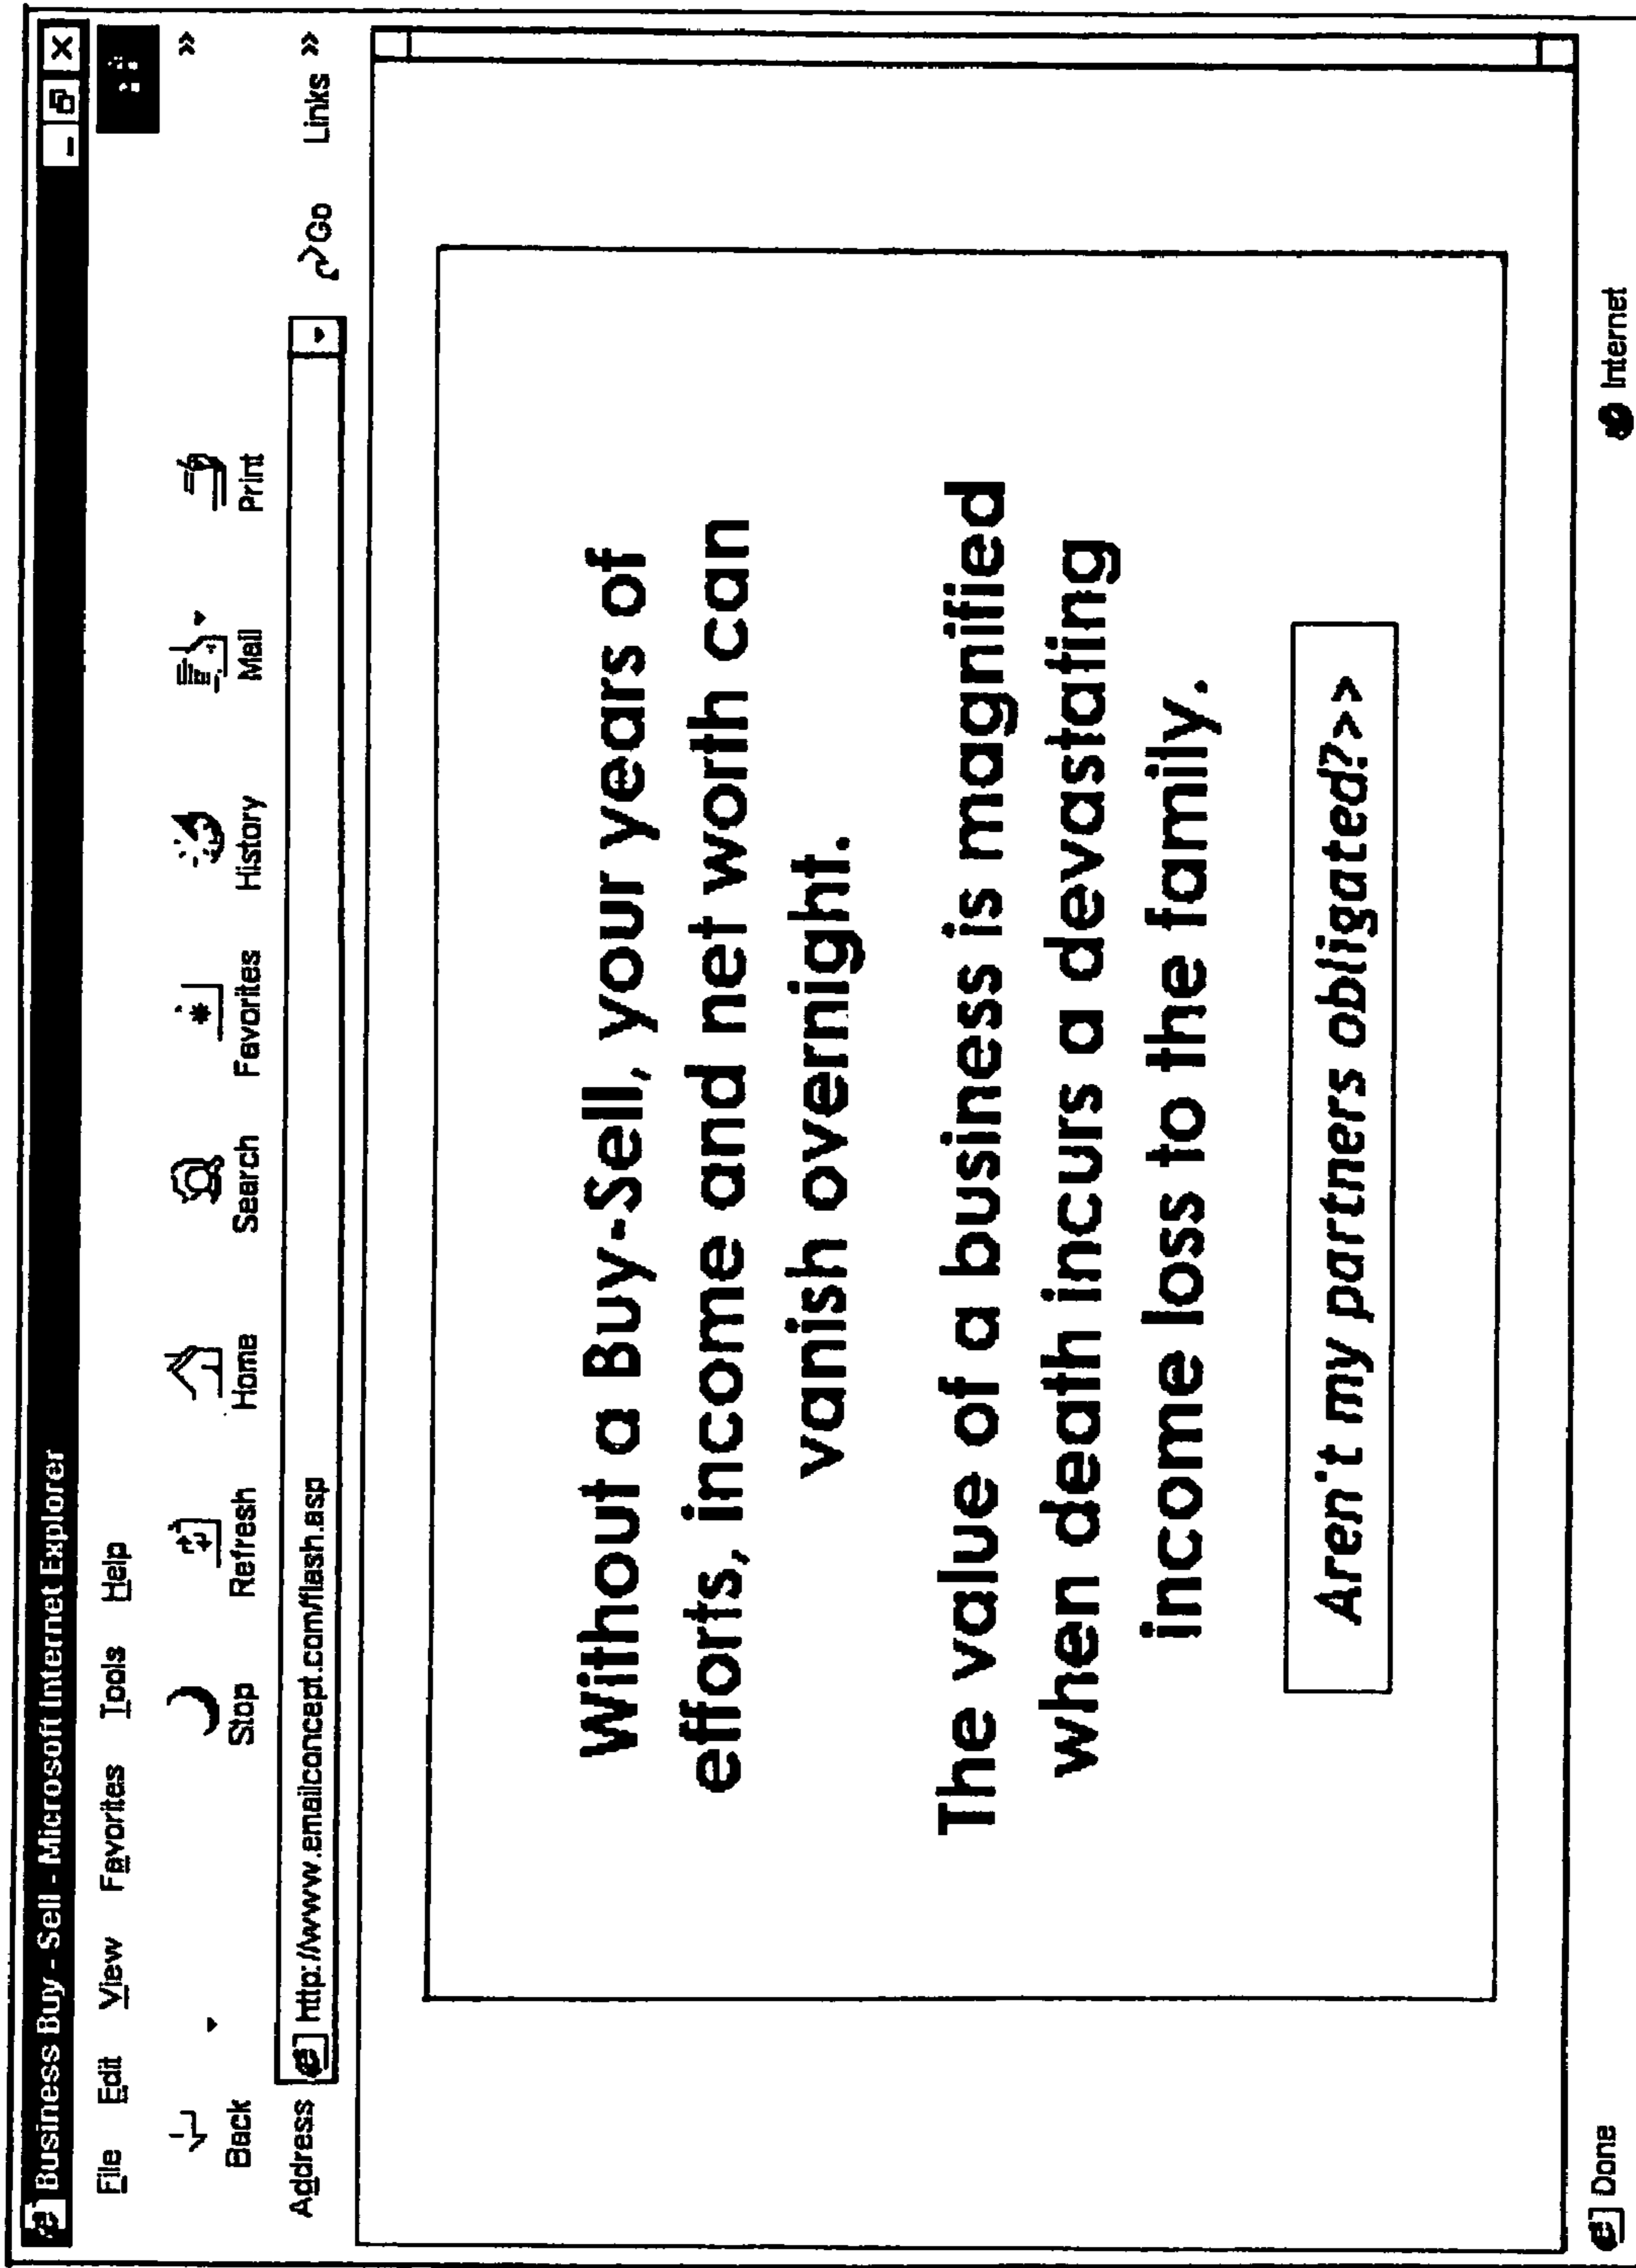 Business Buy - Sell - Microsoft Internet Explorer
File Edit View Favorites Tools Help
Back Stop Refresh Home Search Favorites History Mail Print »
Address http://www.emailconcept.com/flash.asp Go Links »
Without a Buy-Sell, your years of
efforts, income and net worth can
vanish overnight.
The value of a business is magnified
when death incurs a devastating
income loss to the family.
Aren't my partners obligated?>>
Done Internet